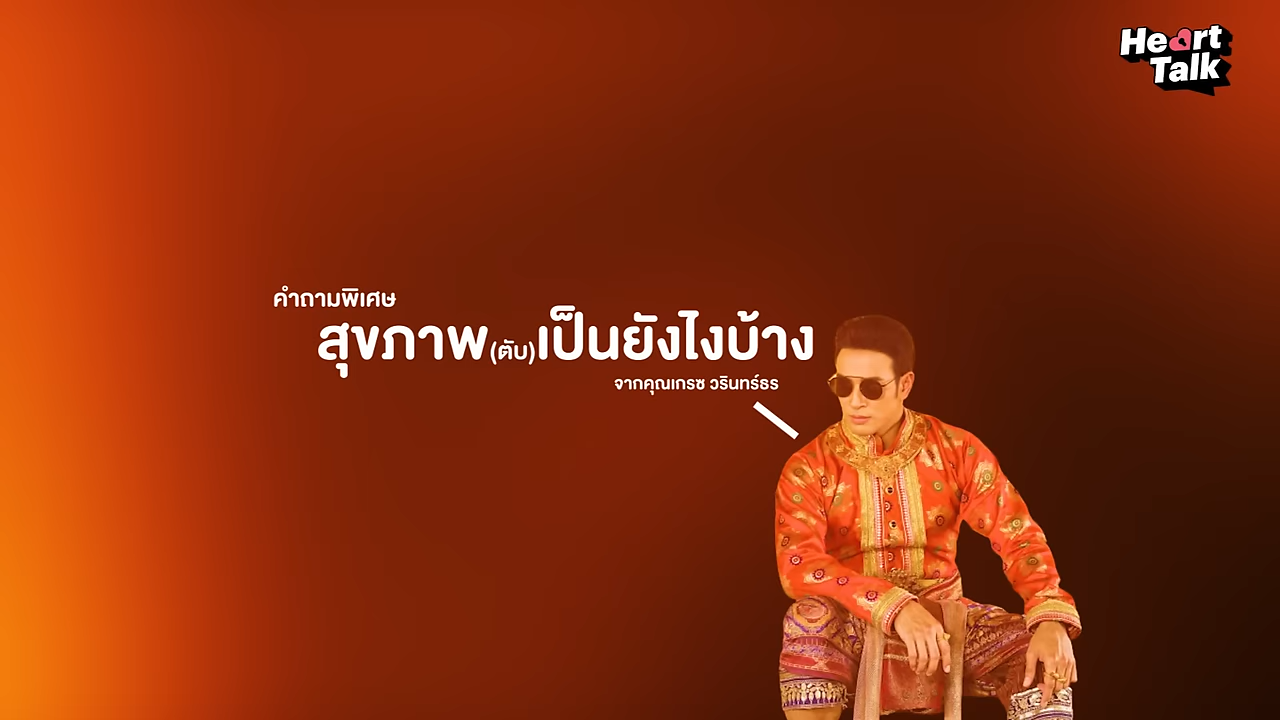 Heart
Talk
คำถามพิเศษ
สุขภาพ(ตับ)เป็นยังไงบ้าง
จากคุณเกรซ วรินทร์ธร